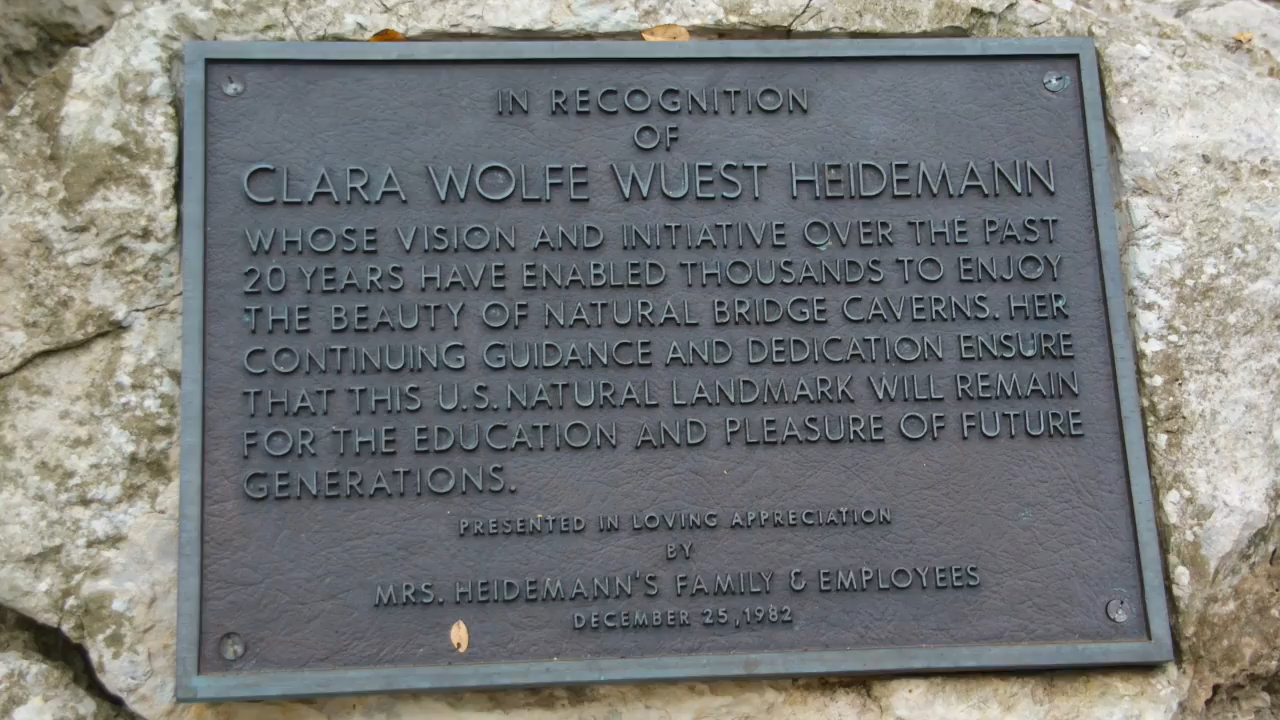 IN RECOGNITION
OF
CLARA WOLFE WUEST HEIDEMANN
WHOSE VISION AND INITIATIVE OVER THE PAST
20 YEARS HAVE ENABLED THOUSANDS TO ENJOY
THE BEAUTY OF NATURAL BRIDGE CAVERNS. HER
CONTINUING GUIDANCE AND DEDICATION ENSURE
THAT THIS U.S. NATURAL LANDMARK WILL REMAIN
FOR THE EDUCATION AND PLEASURE OF FUTURE
GENERATIONS.
PRESENTED IN LOVING APPRECIATION
BY
MRS. HEIDEMANN'S FAMILY & EMPLOYEES
DECEMBER 25, 1982